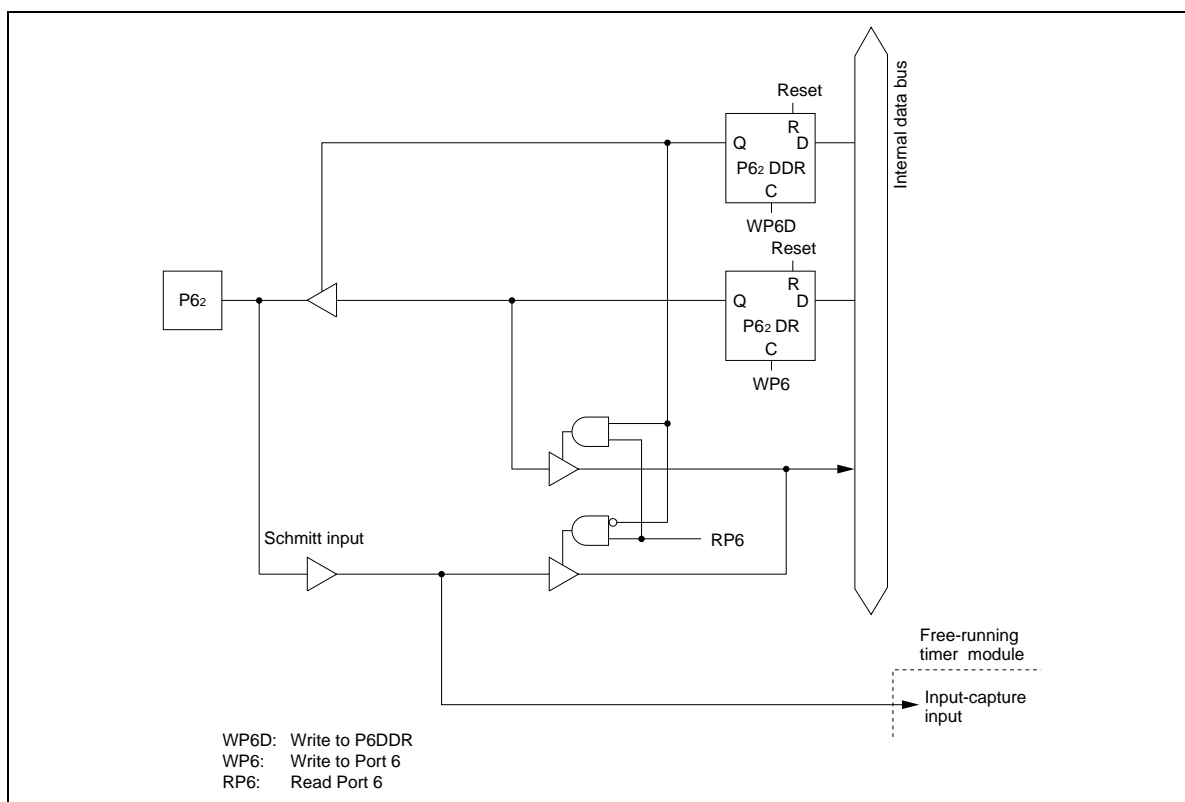 Internal data bus
Reset
R
Q
D
P62 DDR
C
WP6D
Reset
R
Q
D
P62
P62 DR
C
WP6
Schmitt input
RP6
Free-running
timer module
Input-capture
input
WP6D: Write to P6DDR
WP6: Write to Port 6
RP6: Read Port 6